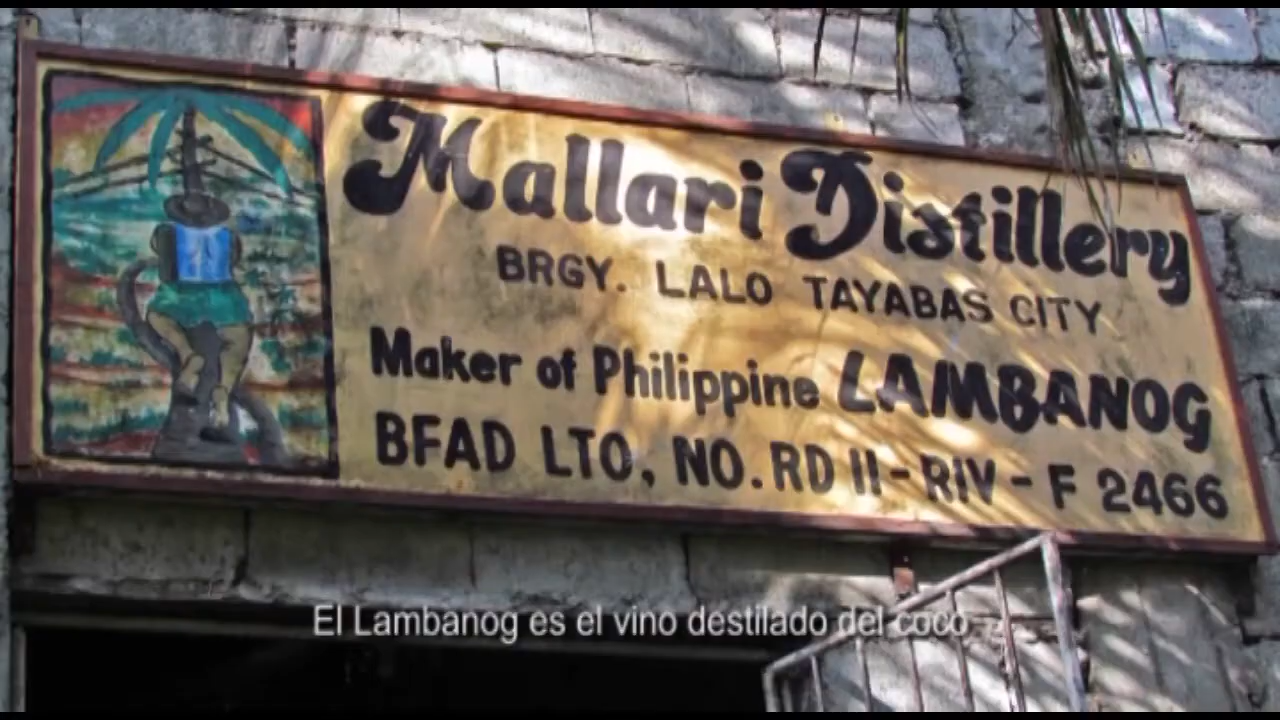 Mallari Distillery
BRGY. LALO TAYABAS CITY
Maker of Philippine LAMBANOG
BFAD LTO, NO. RD II - RIV - F 2466
El Lambanog es el vino destilado del coco